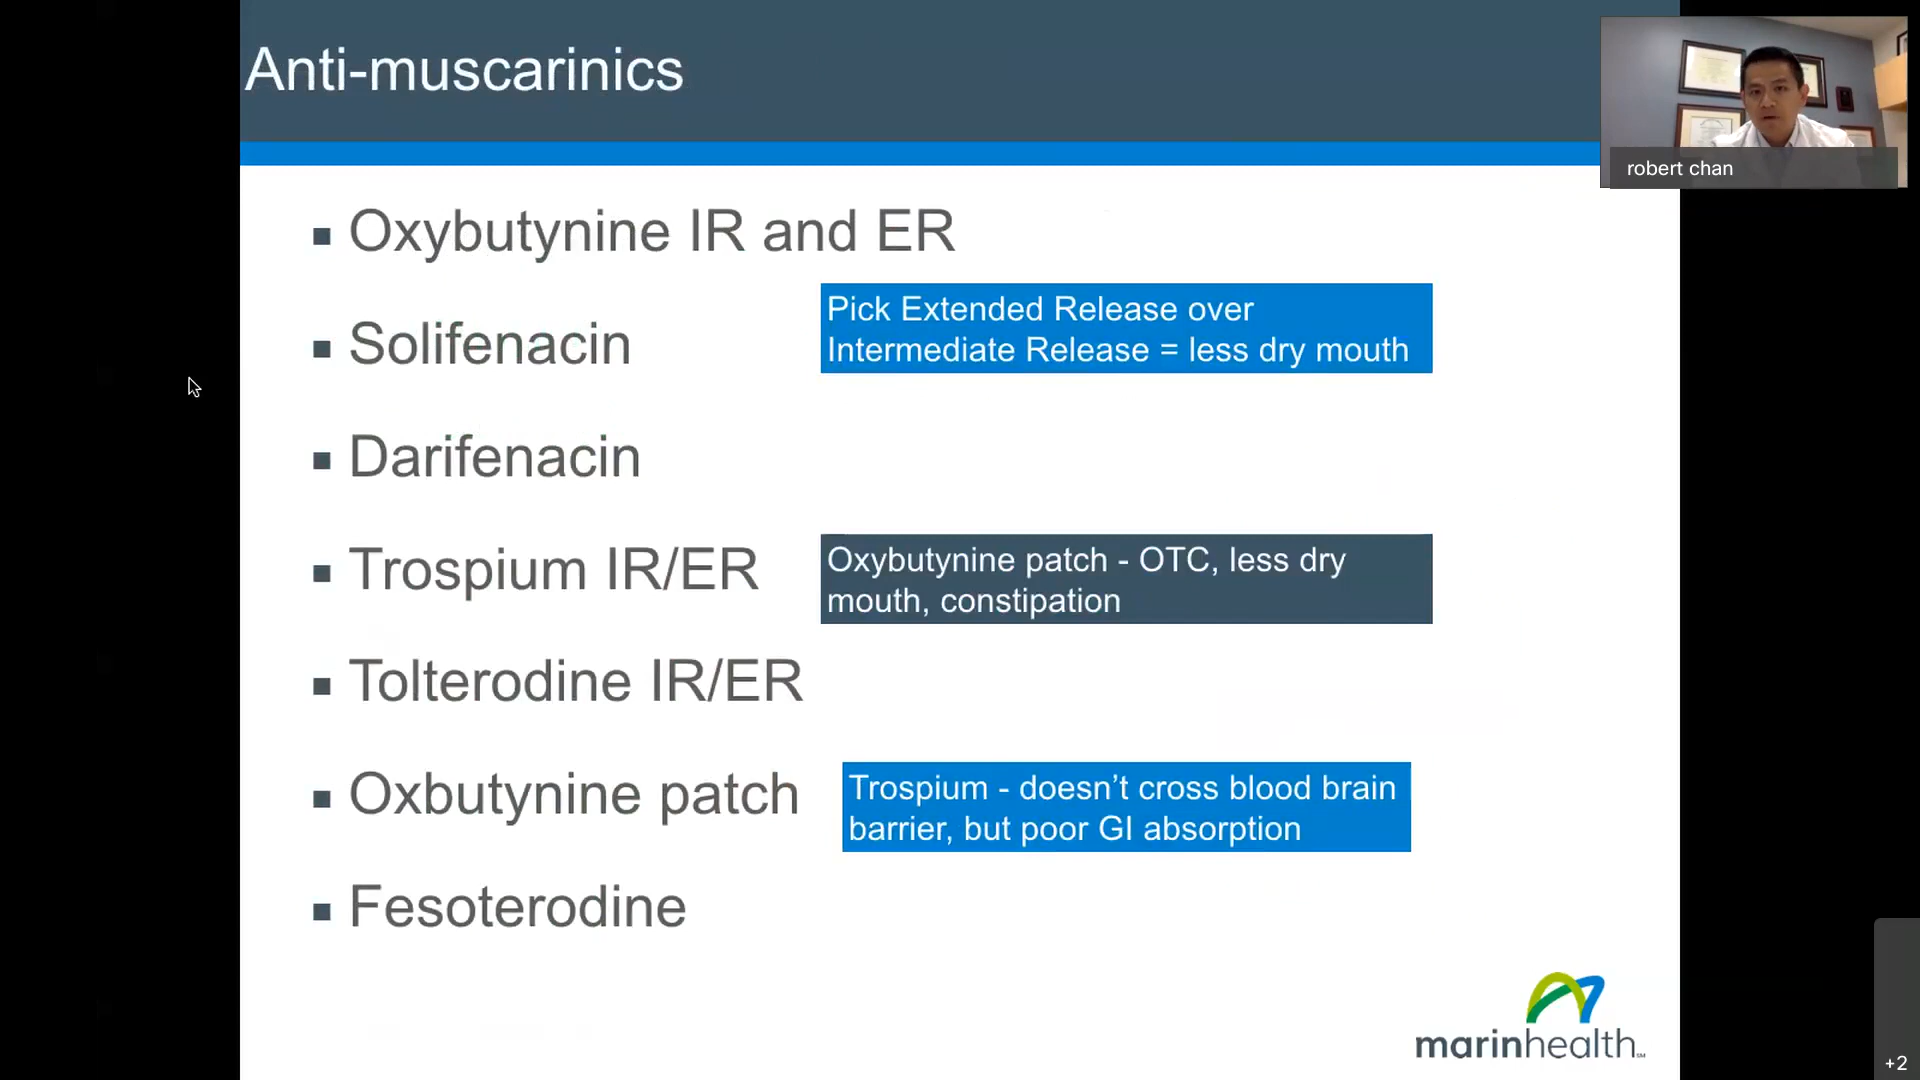 Anti-muscarinics
robert chan
Oxybutynine IR and ER
Pick Extended Release over
Intermediate Release = less dry mouth
Solifenacin
Darifenacin
Trospium IR/ER
Oxybutynine patch - OTC, less dry
mouth, constipation
Tolterodine IR/ER
Oxbutynine patch
Trospium - doesn’t cross blood brain
barrier, but poor GI absorption
Fesoterodine
marinhealth
+2